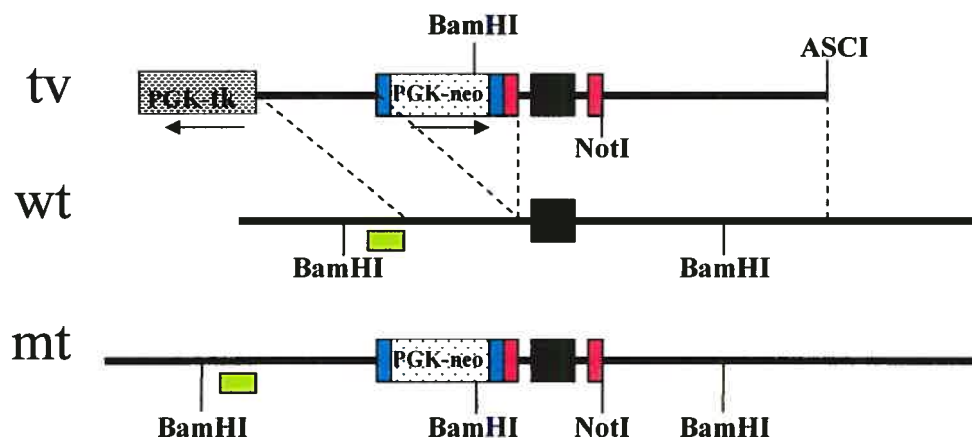 BamHI
ASCI
tv
PGK-tk
PGK-neo
NotI
wt
BamHI
BamHI
mt
PGK-neo
BamHI
BamHI
NotI
BamHI